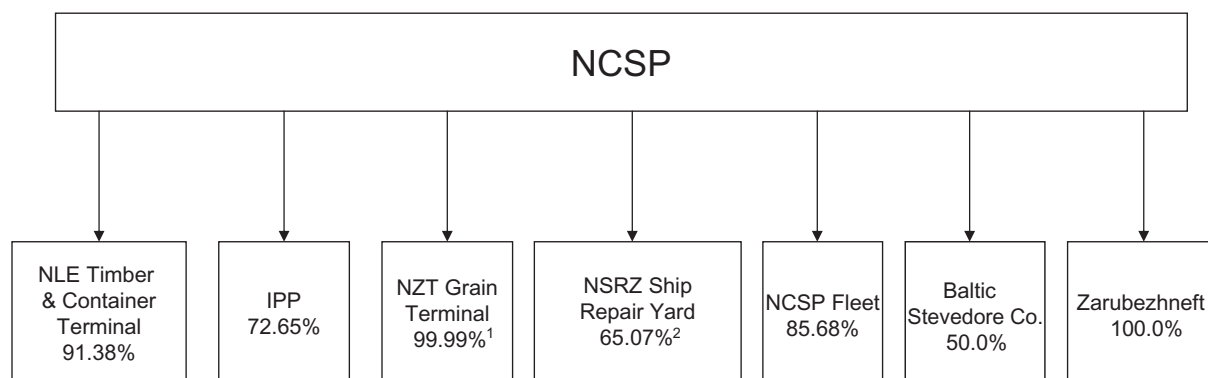 NCSP
NLE Timber
& Container
Terminal
91.38%
IPP
72.65%
NZT Grain
Terminal
99.99%¹
NSRZ Ship
Repair Yard
65.07%²
NCSP Fleet
85.68%
Baltic
Stevedore Co.
50.0%
Zarubezhneft
100.0%